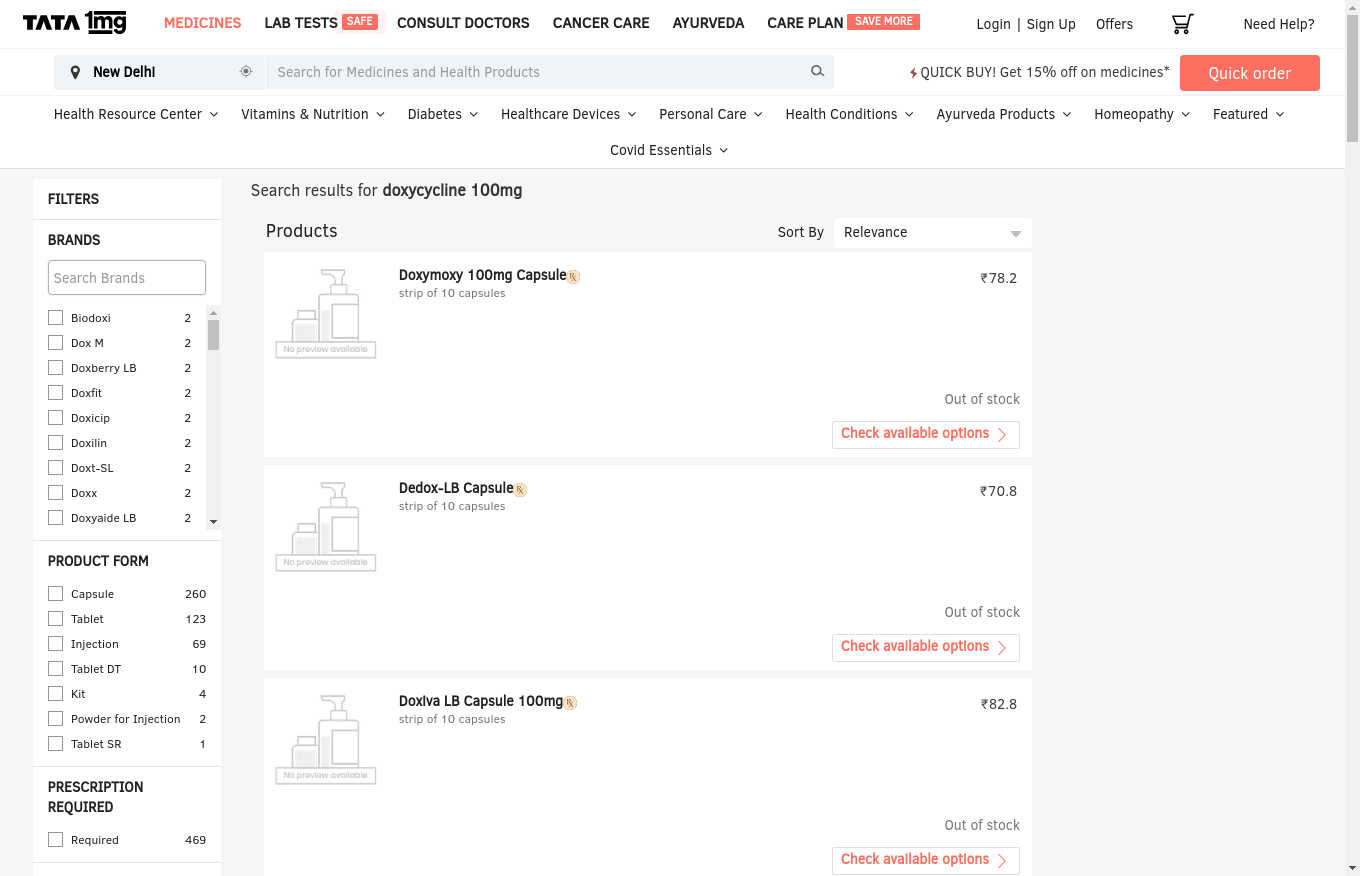 TATA 1mg
MEDICINES
LAB TESTS SAFE
CONSULT DOCTORS
CANCER CARE
AYURVEDA
CARE PLAN SAVE MORE
Login | Sign Up
Offers
Need Help?
New Delhi
Search for Medicines and Health Products
QUICK BUY! Get 15% off on medicines*
Quick order
Health Resource Center
Vitamins & Nutrition
Diabetes
Healthcare Devices
Personal Care
Health Conditions
Ayurveda Products
Homeopathy
Featured
Covid Essentials
FILTERS
BRANDS
Search Brands
Biodoxi 2
Dox M 2
Doxberry LB 2
Doxfit 2
Doxicip 2
Doxilin 2
Doxt-SL 2
Doxx 2
Doxyaide LB 2
PRODUCT FORM
Capsule 260
Tablet 123
Injection 69
Tablet DT 10
Kit 4
Powder for Injection 2
Tablet SR 1
PRESCRIPTION
REQUIRED
Required 469
Search results for doxycycline 100mg
Products
Sort By Relevance
No preview available
Doxymoxy 100mg Capsule
strip of 10 capsules
₹78.2
Out of stock
Check available options
No preview available
Dedox-LB Capsule
strip of 10 capsules
₹70.8
Out of stock
Check available options
No preview available
Doxiva LB Capsule 100mg
strip of 10 capsules
₹82.8
Out of stock
Check available options